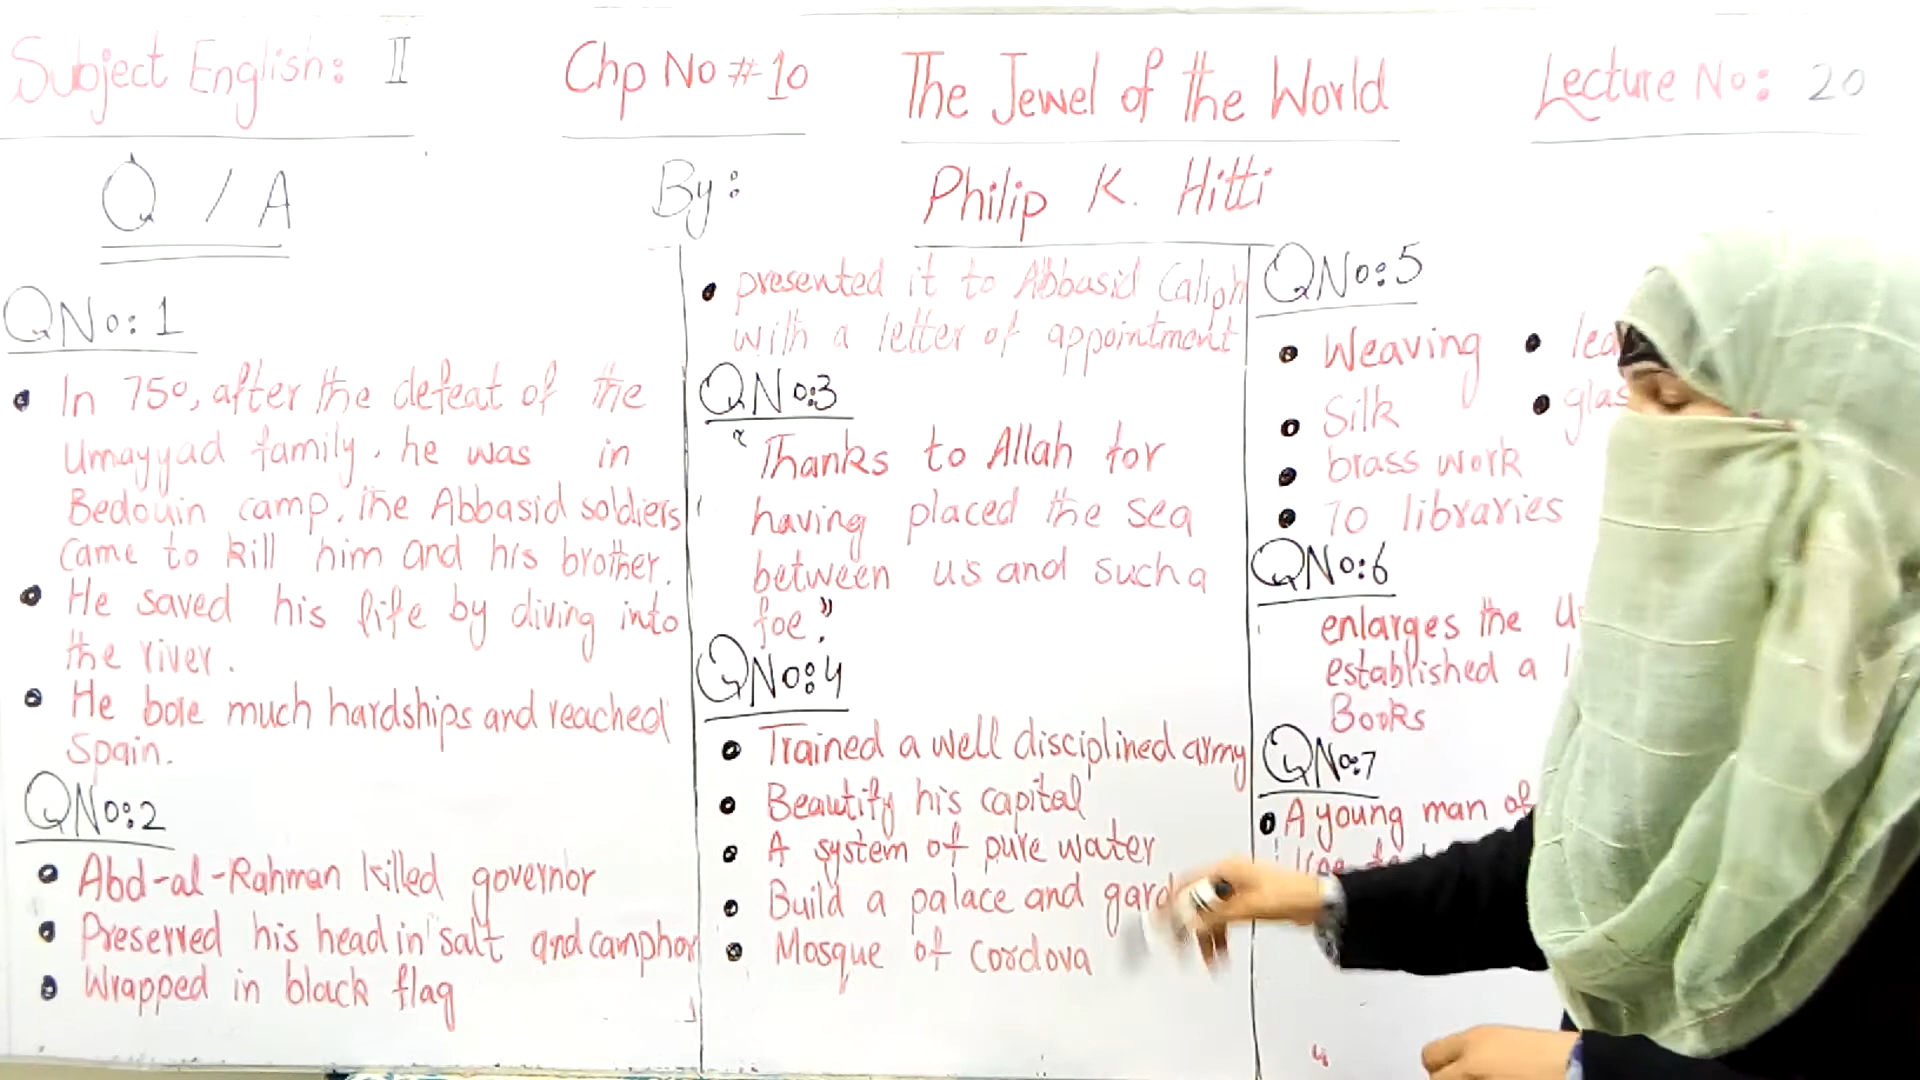 Subject English: II
Chp No # 10
The Jewel of the World
Lecture No: 20
Q / A
By:
Philip K. Hitti
QNo:1
• In 750, after the defeat of the
Umayyad family, he was in
Bedouin camp, the Abbasid soldiers
came to kill him and his brother.
• He saved his life by diving into
the river.
• He bore much hardships and reached
Spain.
QNo:2
• Abd-al-Rahman killed governor
• Preserved his head in salt and camphor
• Wrapped in black flag
• presented it to Abbasid Caliph
with a letter of appointment
QNo:3
"Thanks to Allah for
having placed the sea
between us and such a
foe."
QNo:4
• Trained a well disciplined army
• Beautify his capital
• A system of pure water
• Build a palace and gard
• Mosque of Cordova
QNo:5
• Weaving • lea
• Silk • glas
• brass work
• 70 libraries
QNo:6
enlarges the U
established a
Books
QNo:7
• A young man of